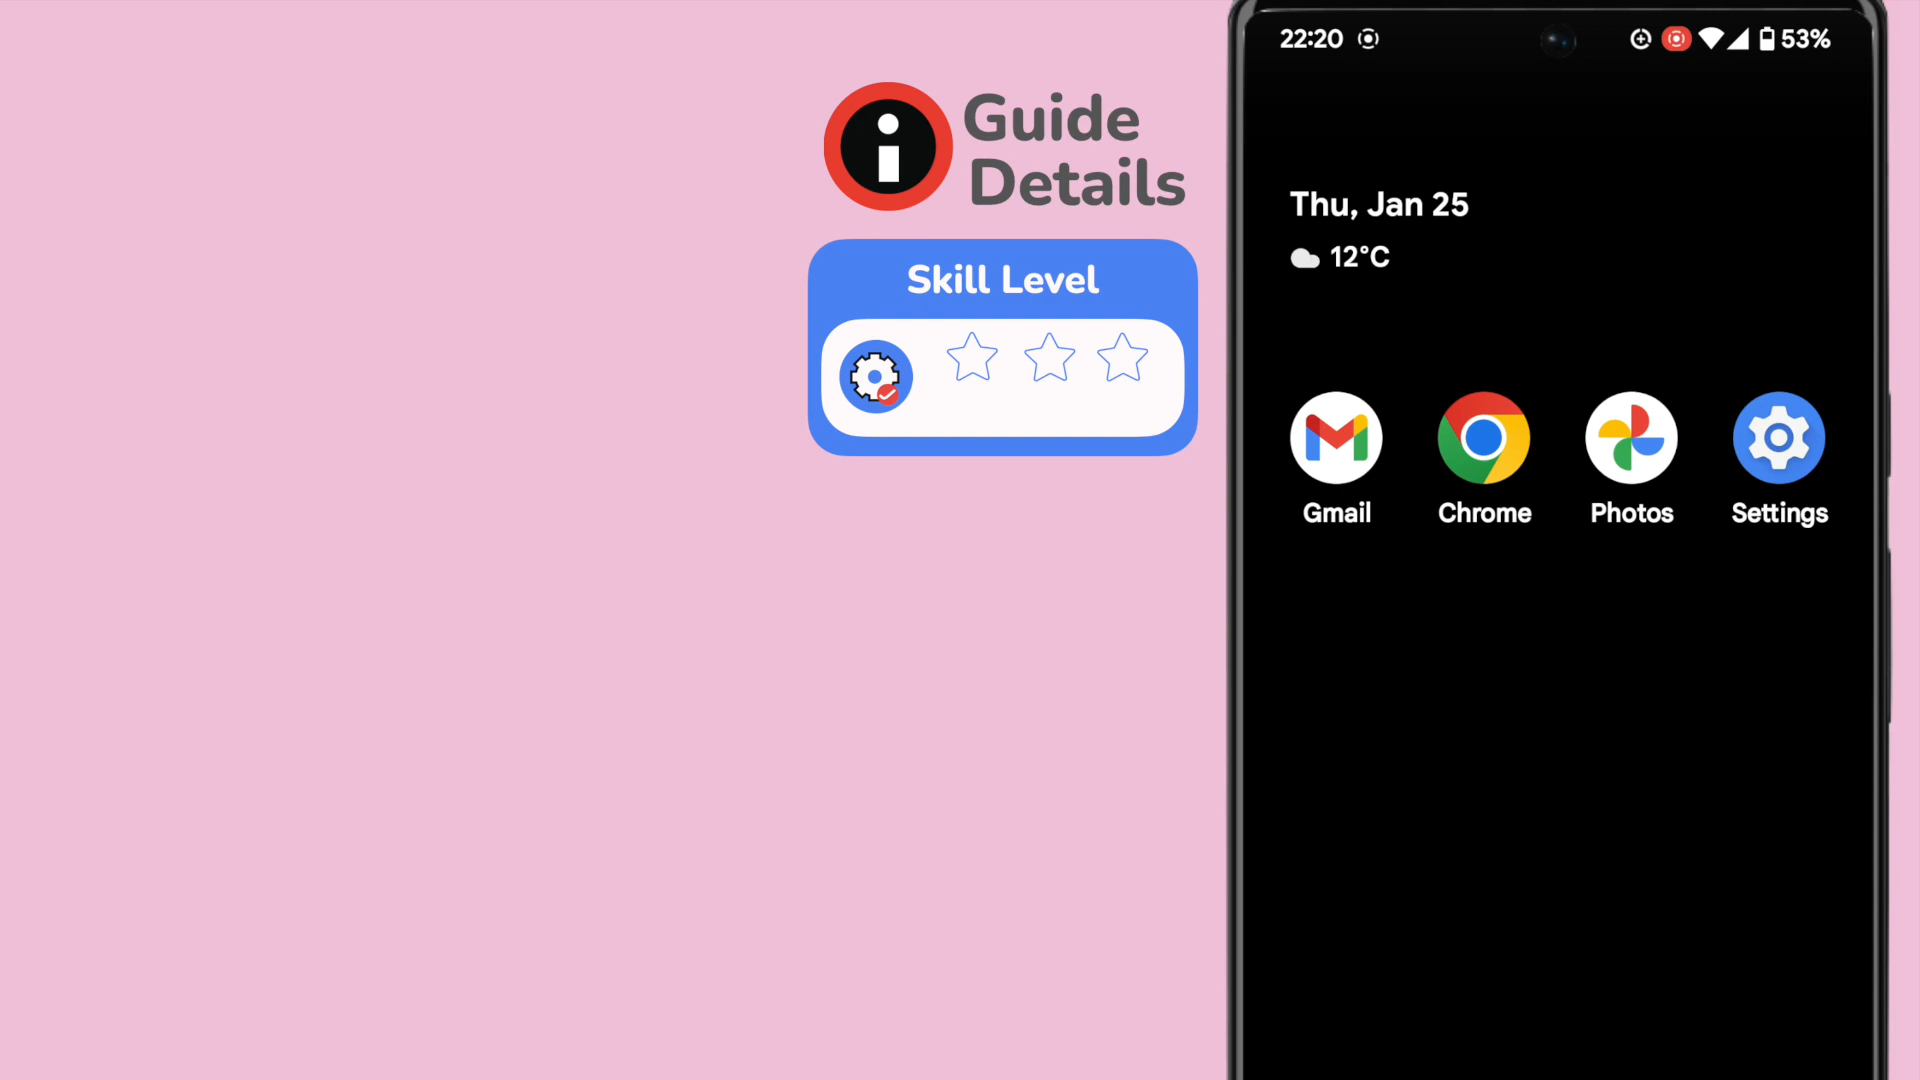 Guide
Details
Skill Level
22:20
53%
Thu, Jan 25
12°C
Gmail
Chrome
Photos
Settings